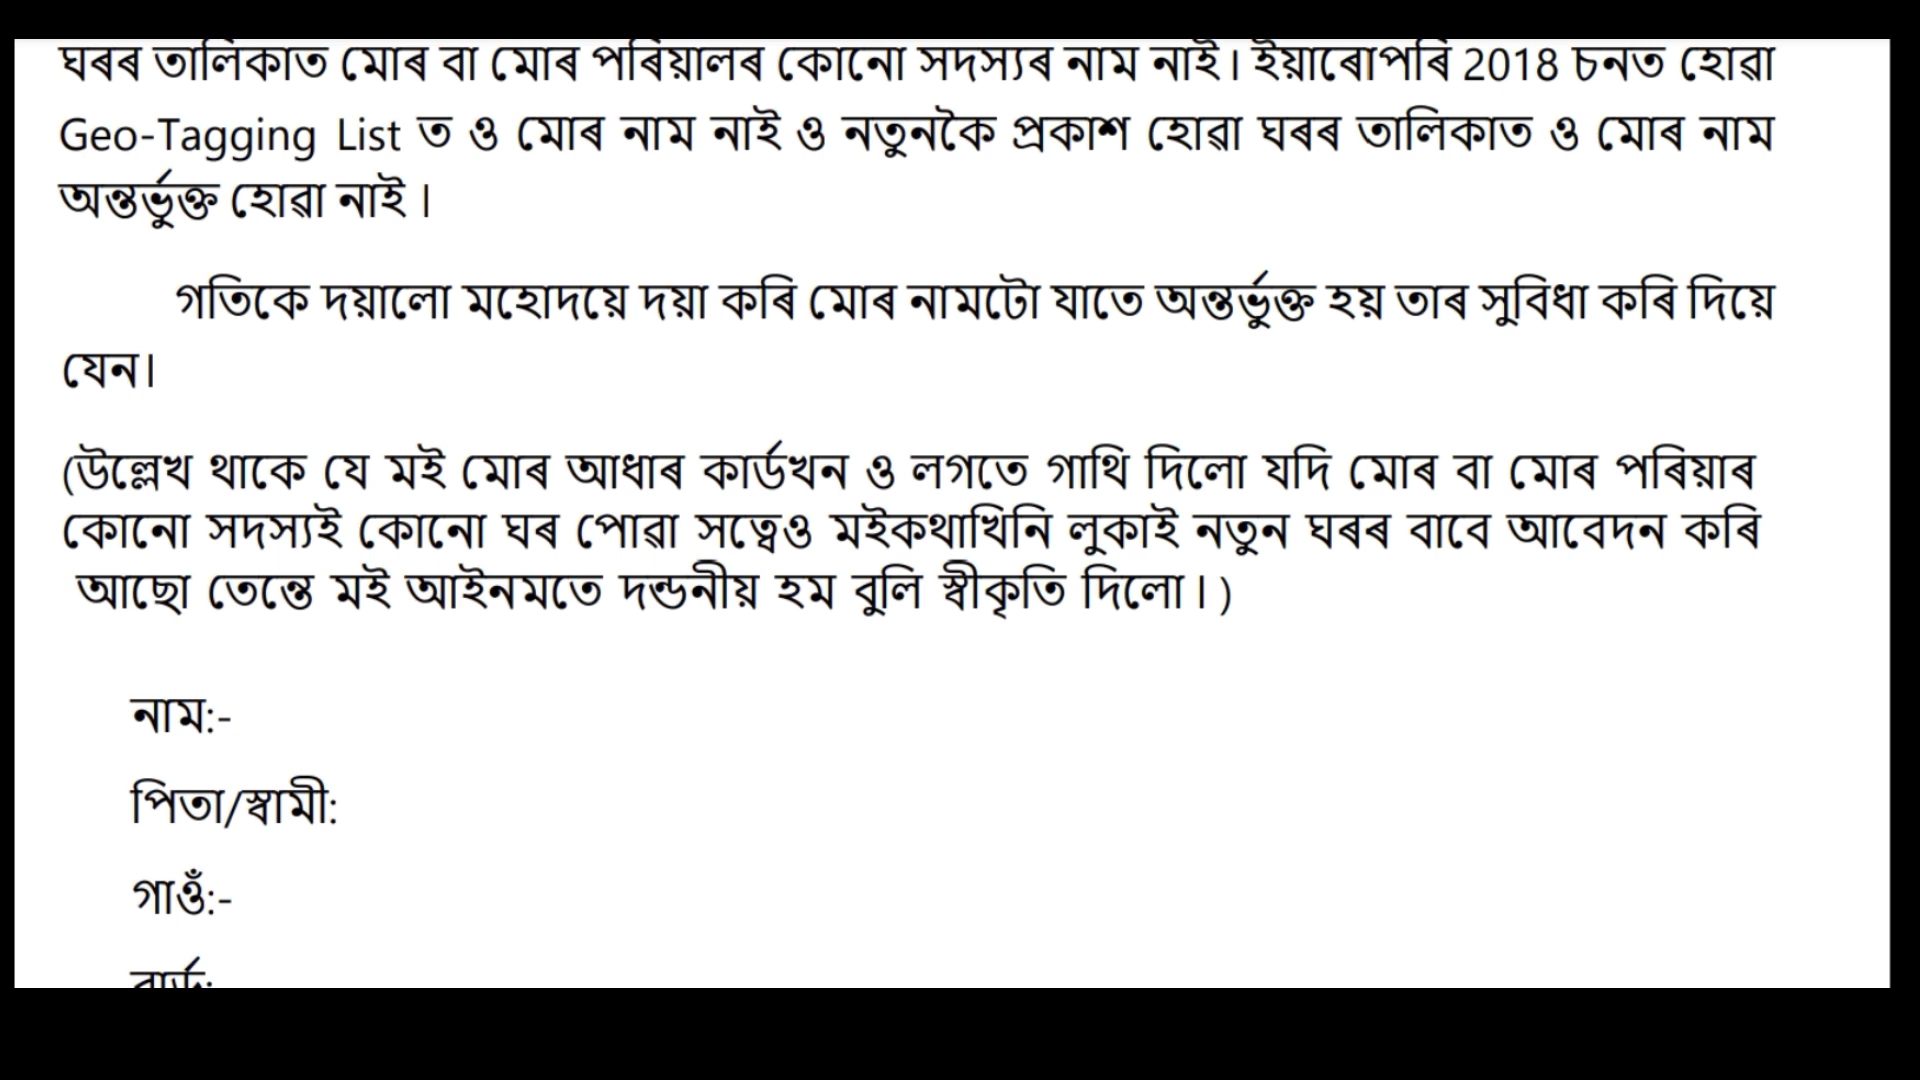 ঘৰৰ তালিকাত মোৰ বা মোৰ পৰিয়ালৰ কোনো সদস্যৰ নাম নাই। ইয়াৰোপৰি 2018 চনত হোৱা
Geo-Tagging List ত ও মোৰ নাম নাই ও নতুনকৈ প্ৰকাশ হোৱা ঘৰৰ তালিকাত ও মোৰ নাম
অন্তৰ্ভুক্ত হোৱা নাই।
গতিকে দয়ালো মহোদয়ে দয়া কৰি মোৰ নামটো যাতে অন্তৰ্ভুক্ত হয় তাৰ সুবিধা কৰি দিয়ে
যেন।
(উল্লেখ থাকে যে মই মোৰ আধাৰ কাৰ্ডখন ও লগতে গাথি দিলো যদি মোৰ বা মোৰ পৰিয়াৰ
কোনো সদস্যই কোনো ঘৰ পোৱা সত্বেও মইকথাখিনি লুকাই নতুন ঘৰৰ বাবে আবেদন কৰি
আছো তেন্তে মই আইনমতে দন্ডনীয় হম বুলি স্বীকৃতি দিলো।)
নাম:-
পিতা/স্বামী:
গাওঁ:-